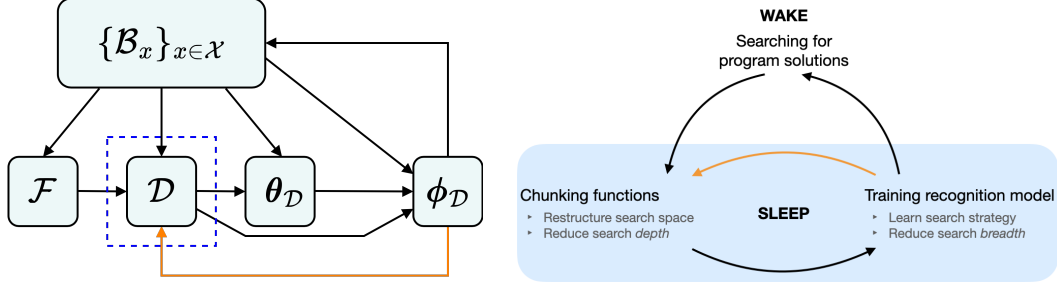 {ℬₓ}ₓ∈𝒳
ℱ
𝒟
θ_𝒟
ϕ_𝒟
WAKE
Searching for
program solutions
Chunking functions
‣ Restructure search space
‣ Reduce search depth
SLEEP
Training recognition model
‣ Learn search strategy
‣ Reduce search breadth